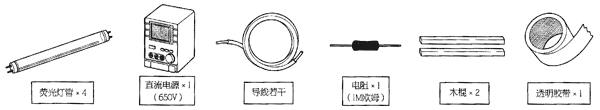 荧光灯管×4
直流电源×1
(650V)
导线若干
电阻×1
(1M欧姆)
木棍×2
透明胶带×1